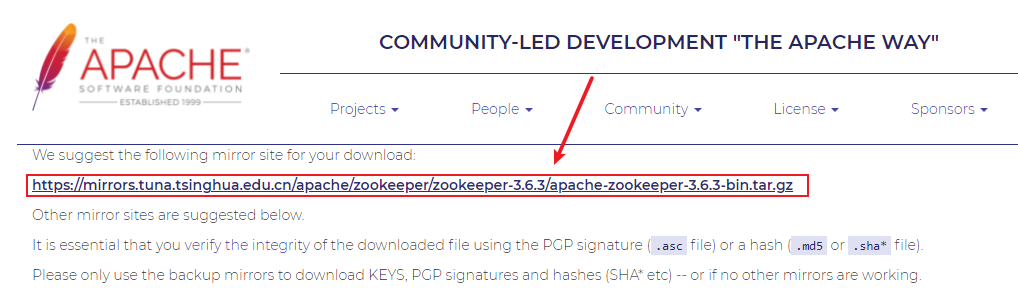 THE
APACHE®
SOFTWARE FOUNDATION
ESTABLISHED 1999
COMMUNITY-LED DEVELOPMENT "THE APACHE WAY"
Projects People Community License Sponsors
We suggest the following mirror site for your download:
https://mirrors.tuna.tsinghua.edu.cn/apache/zookeeper/zookeeper-3.6.3/apache-zookeeper-3.6.3-bin.tar.gz
Other mirror sites are suggested below.
It is essential that you verify the integrity of the downloaded file using the PGP signature ( .asc file) or a hash ( .md5 or .sha* file).
Please only use the backup mirrors to download KEYS, PGP signatures and hashes (SHA* etc) -- or if no other mirrors are working.